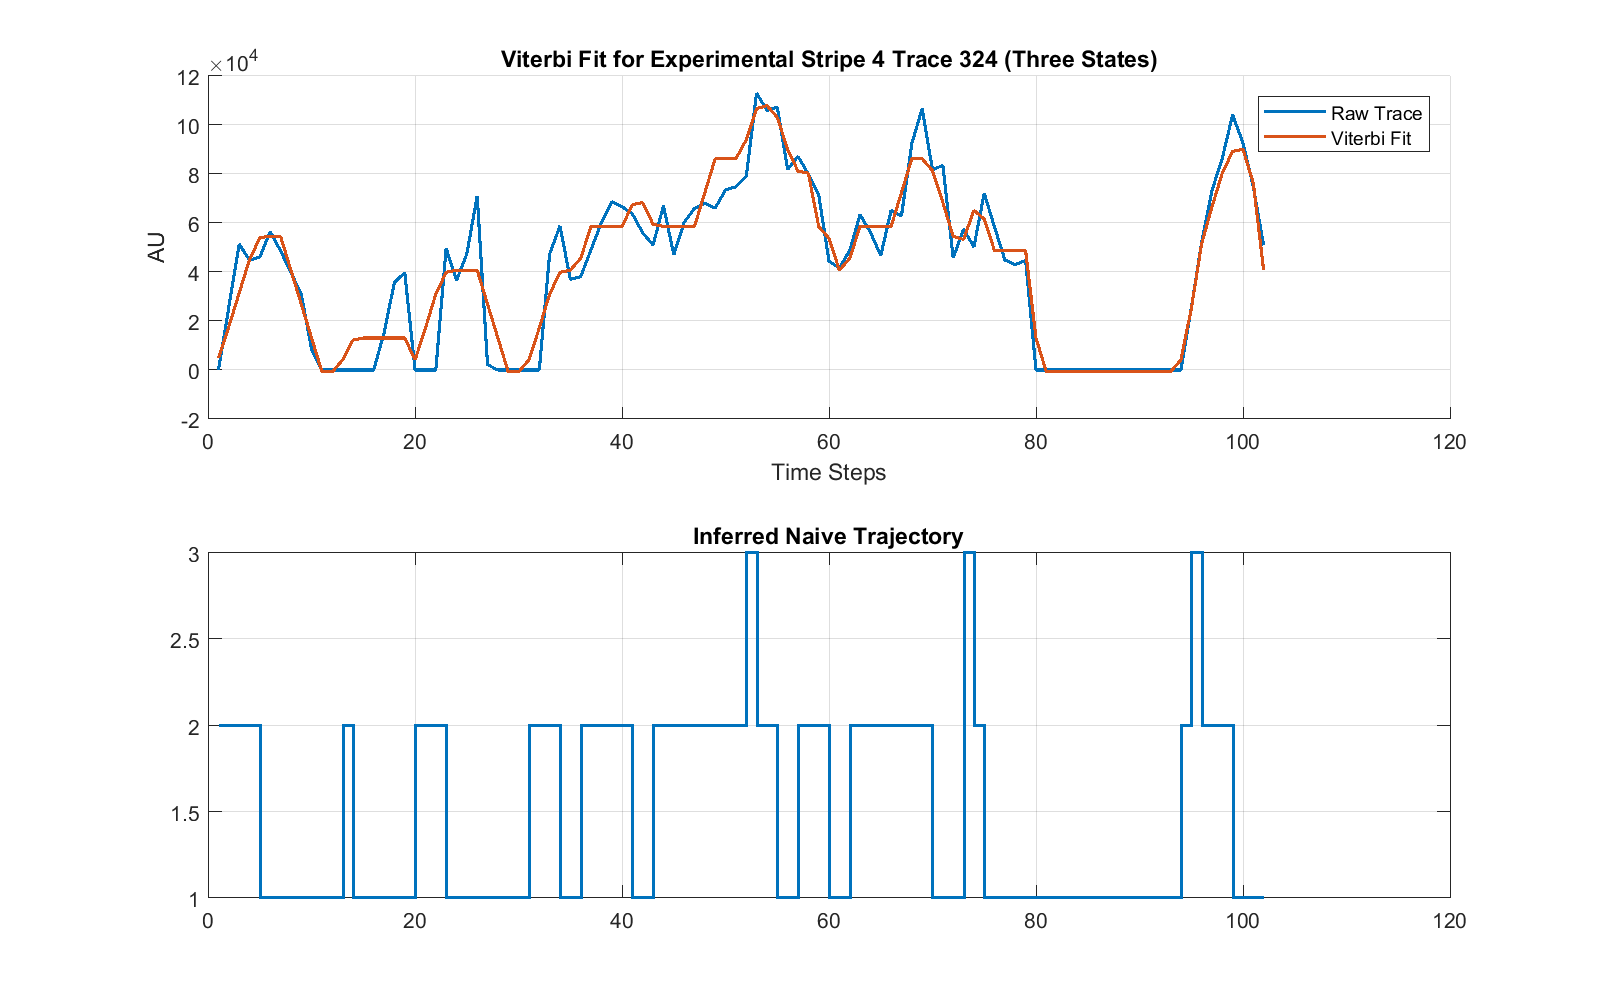 Viterbi Fit for Experimental Stripe 4 Trace 324 (Three States)
×10^4
12
10
8
6
4
2
0
-2
AU
Raw Trace
Viterbi Fit
0 20 40 60 80 100 120
Time Steps
Inferred Naive Trajectory
3
2.5
2
1.5
1
0 20 40 60 80 100 120